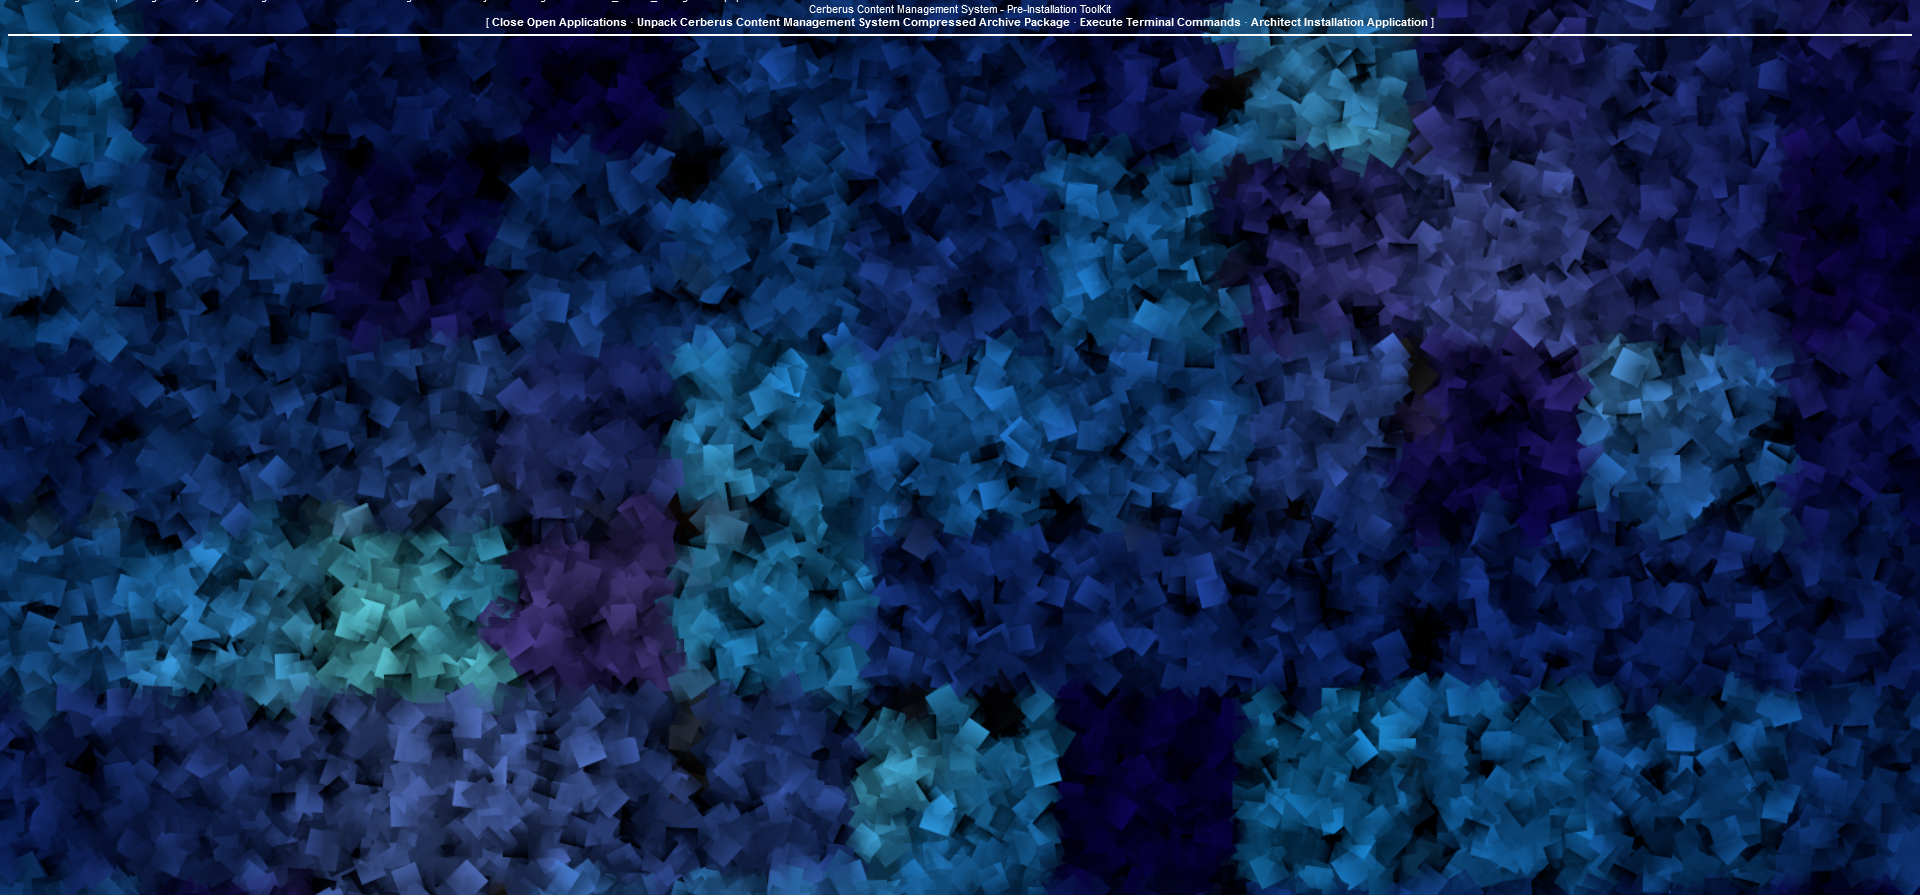 Cerberus Content Management System - Pre-Installation ToolKit
[ Close Open Applications · Unpack Cerberus Content Management System Compressed Archive Package · Execute Terminal Commands · Architect Installation Application ]